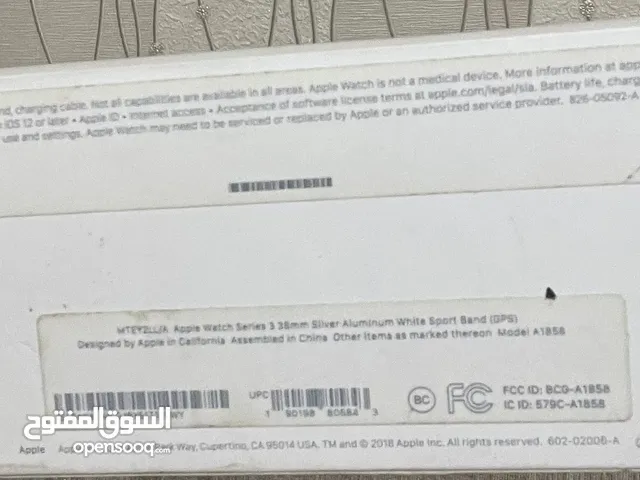 nd, charging cable. Not all capabilities are available in all areas. Apple Watch is not a medical device. More information at app
iOS 12 or later • Apple ID • Internet access • Acceptance of software license terms at apple.com/legal/sla. Battery life, charg
use and settings. Apple Watch may need to be serviced or replaced by Apple or an authorized service provider. 826-05092-A
MTEY2LL/A Apple Watch Series 3 38mm Silver Aluminum White Sport Band (GPS)
Designed by Apple in California Assembled in China Other items as marked thereon Model A1858
UPC
1 90198 80584 3
BC
FC
FCC ID: BCG-A1858
IC ID: 579C-A1858
السوق المفتوح
opensooq.com
Apple Park Way, Cupertino, CA 95014 USA. TM and © 2018 Apple Inc. All rights reserved. 602-02006-A